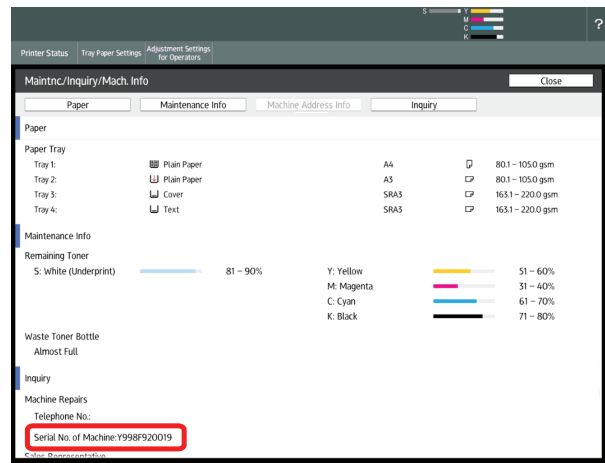 S Y
M
C
K
?
Printer Status Tray Paper Settings Adjustment Settings for Operators
Maintnc./Inquiry/Mach. Info Close
Paper Maintenance Info Machine Address Info Inquiry
Paper
Paper Tray
Tray 1: Plain Paper A4 80.1 – 105.0 gsm
Tray 2: Plain Paper A3 80.1 – 105.0 gsm
Tray 3: Cover SRA3 163.1 – 220.0 gsm
Tray 4: Text SRA3 163.1 – 220.0 gsm
Maintenance Info
Remaining Toner
S: White (Underprint) 81 – 90% Y: Yellow 51 – 60%
M: Magenta 31 – 40%
C: Cyan 61 – 70%
K: Black 71 – 80%
Waste Toner Bottle
Almost Full
Inquiry
Machine Repairs
Telephone No.:
Serial No. of Machine:Y998F920019
Sales Representative